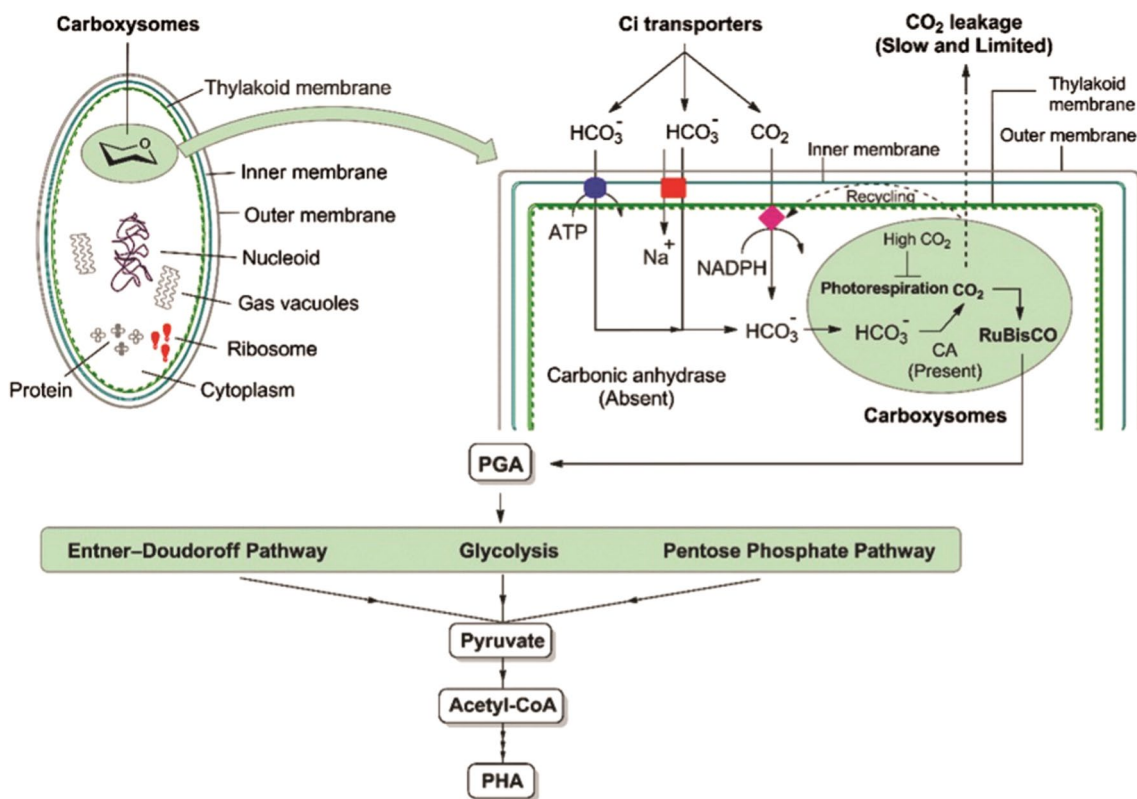 Carboxysomes
Thylakoid membrane
Inner membrane
Outer membrane
Nucleoid
Gas vacuoles
Ribosome
Protein
Cytoplasm
Ci transporters
CO₂ leakage
(Slow and Limited)
Thylakoid
membrane
Outer membrane
HCO₃⁻
HCO₃⁻
CO₂
Inner membrane
Recycling
ATP
Na⁺
NADPH
High CO₂
Photorespiration
CO₂
HCO₃⁻
HCO₃⁻
RuBisCO
CA
(Present)
Carbonic anhydrase
(Absent)
Carboxysomes
PGA
Entner–Doudoroff Pathway
Glycolysis
Pentose Phosphate Pathway
Pyruvate
Acetyl-CoA
PHA